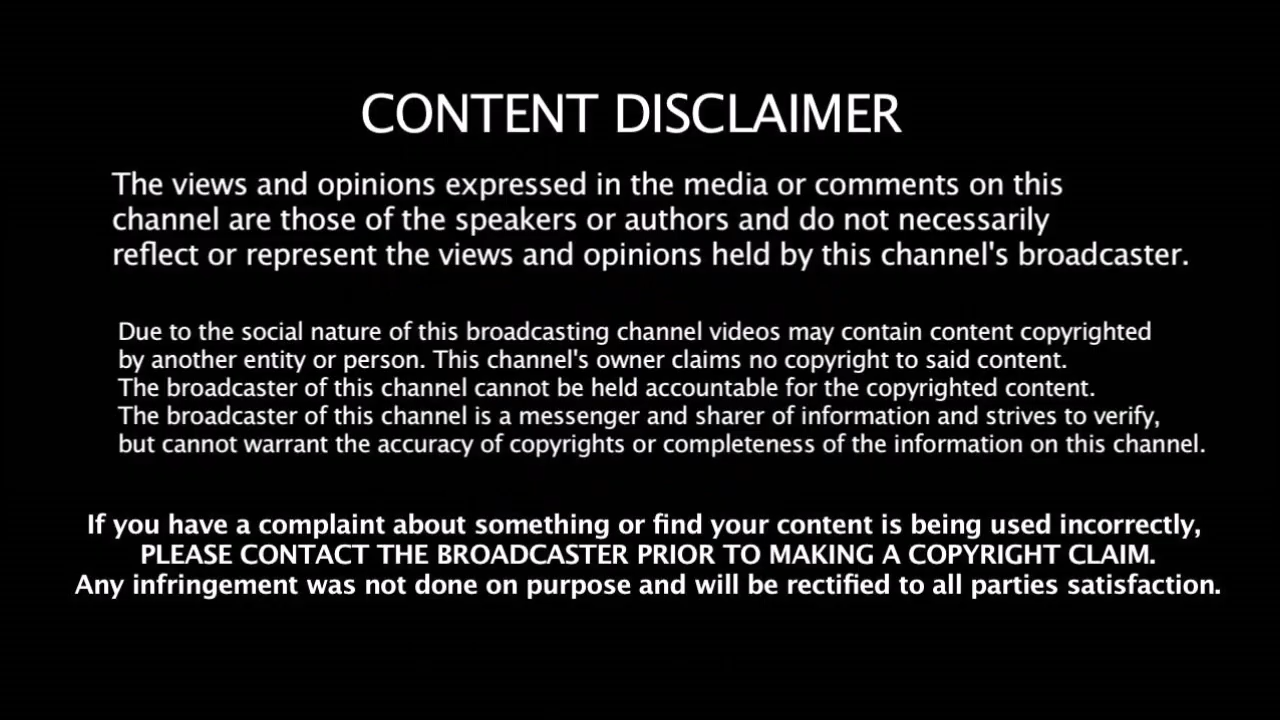 CONTENT DISCLAIMER
The views and opinions expressed in the media or comments on this
channel are those of the speakers or authors and do not necessarily
reflect or represent the views and opinions held by this channel's broadcaster.
Due to the social nature of this broadcasting channel videos may contain content copyrighted
by another entity or person. This channel's owner claims no copyright to said content.
The broadcaster of this channel cannot be held accountable for the copyrighted content.
The broadcaster of this channel is a messenger and sharer of information and strives to verify,
but cannot warrant the accuracy of copyrights or completeness of the information on this channel.
If you have a complaint about something or find your content is being used incorrectly,
PLEASE CONTACT THE BROADCASTER PRIOR TO MAKING A COPYRIGHT CLAIM.
Any infringement was not done on purpose and will be rectified to all parties satisfaction.